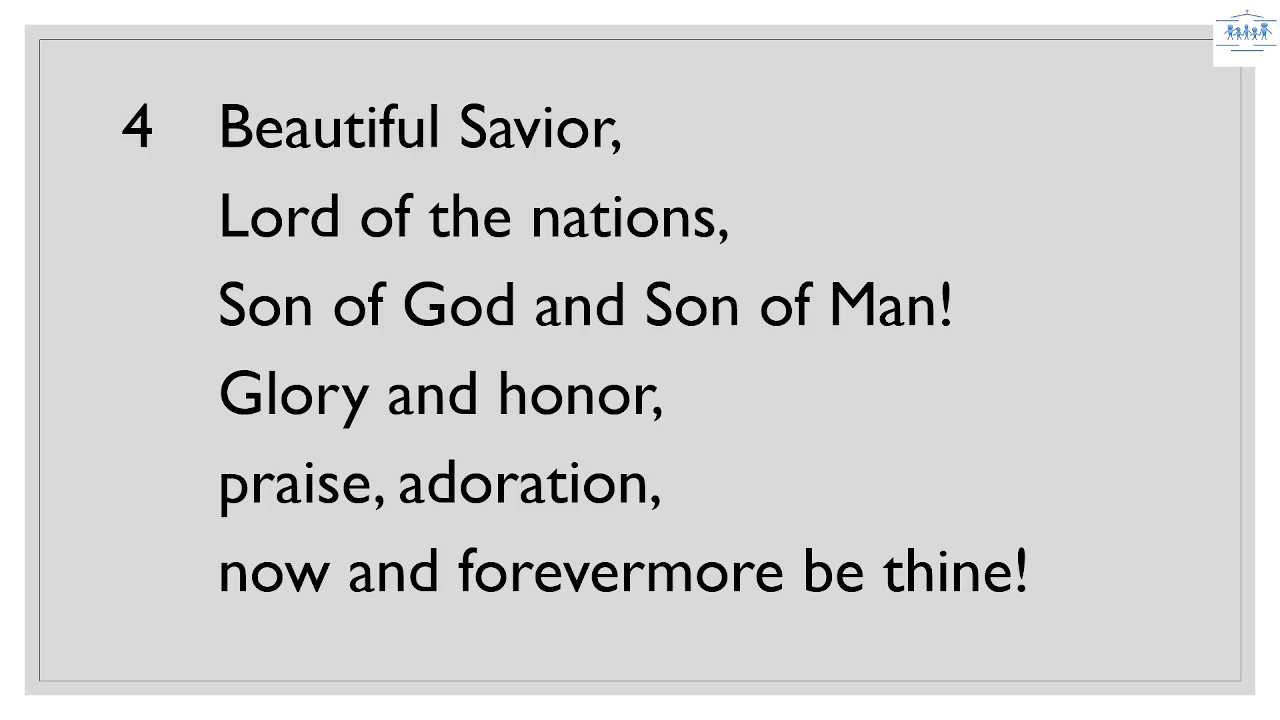 4 Beautiful Savior,
Lord of the nations,
Son of God and Son of Man!
Glory and honor,
praise, adoration,
now and forevermore be thine!